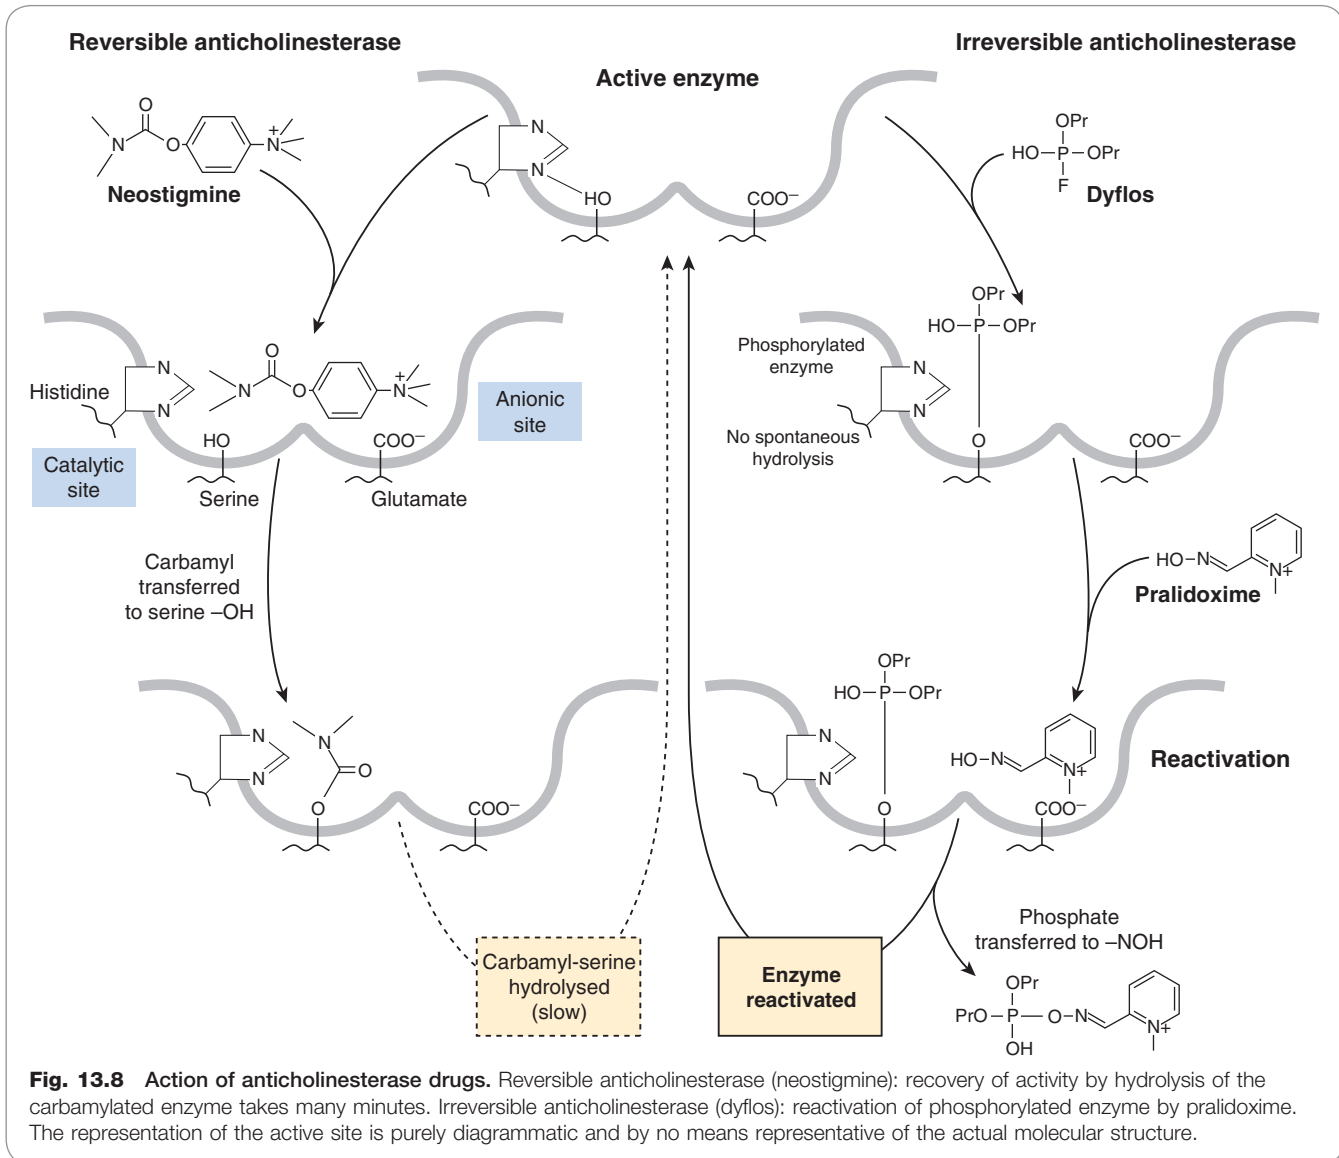 Reversible anticholinesterase
Irreversible anticholinesterase
Active enzyme
O
N
O
N
+
Neostigmine
N
N
HO
COO−
OPr
HO–P–OPr
F
Dyflos
Histidine
N
N
O
N
O
N
+
Anionic
site
HO
COO−
Catalytic
site
Serine
Glutamate
Phosphorylated
enzyme
No spontaneous
hydrolysis
OPr
HO–P–OPr
N
N
O
COO−
Carbamyl
transferred
to serine –OH
HO–N
N+
Pralidoxime
N
N
N
O
O
COO−
OPr
HO–P–OPr
N
N
O
HO–N
N+
COO−
Reactivation
Carbamyl-serine
hydrolysed
(slow)
Enzyme
reactivated
Phosphate
transferred to –NOH
OPr
PrO–P–O–N
OH
N+
Fig. 13.8 Action of anticholinesterase drugs. Reversible anticholinesterase (neostigmine): recovery of activity by hydrolysis of the
carbamylated enzyme takes many minutes. Irreversible anticholinesterase (dyflos): reactivation of phosphorylated enzyme by pralidoxime.
The representation of the active site is purely diagrammatic and by no means representative of the actual molecular structure.